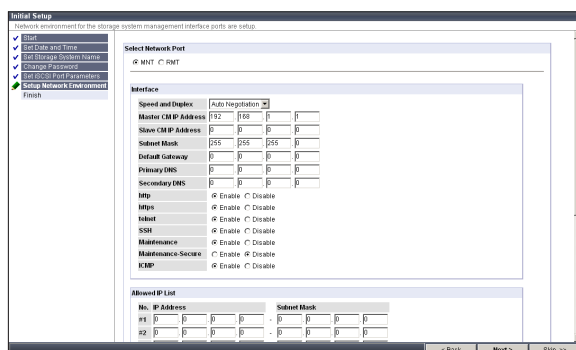 Initial Setup
Network environment for the storage system management interface ports are setup.
Start
Set Date and Time
Set Storage System Name
Change Password
Set iSCSI Port Parameters
Setup Network Environment
Finish
Select Network Port
MNT RMT
Interface
Speed and Duplex Auto Negotiation
Master CM IP Address 192 . 168 . 1 . 1
Slave CM IP Address 0 . 0 . 0 . 0
Subnet Mask 255 . 255 . 255 . 0
Default Gateway 0 . 0 . 0 . 0
Primary DNS 0 . 0 . 0 . 0
Secondary DNS 0 . 0 . 0 . 0
http Enable Disable
https Enable Disable
telnet Enable Disable
SSH Enable Disable
Maintenance Enable Disable
Maintenance-Secure Enable Disable
ICMP Enable Disable
Allowed IP List
No. IP Address Subnet Mask
#1 0 . 0 . 0 . 0 - 0 . 0 . 0 . 0
#2 0 . 0 . 0 . 0 - 0 . 0 . 0 . 0
< Back Next > Skip >>